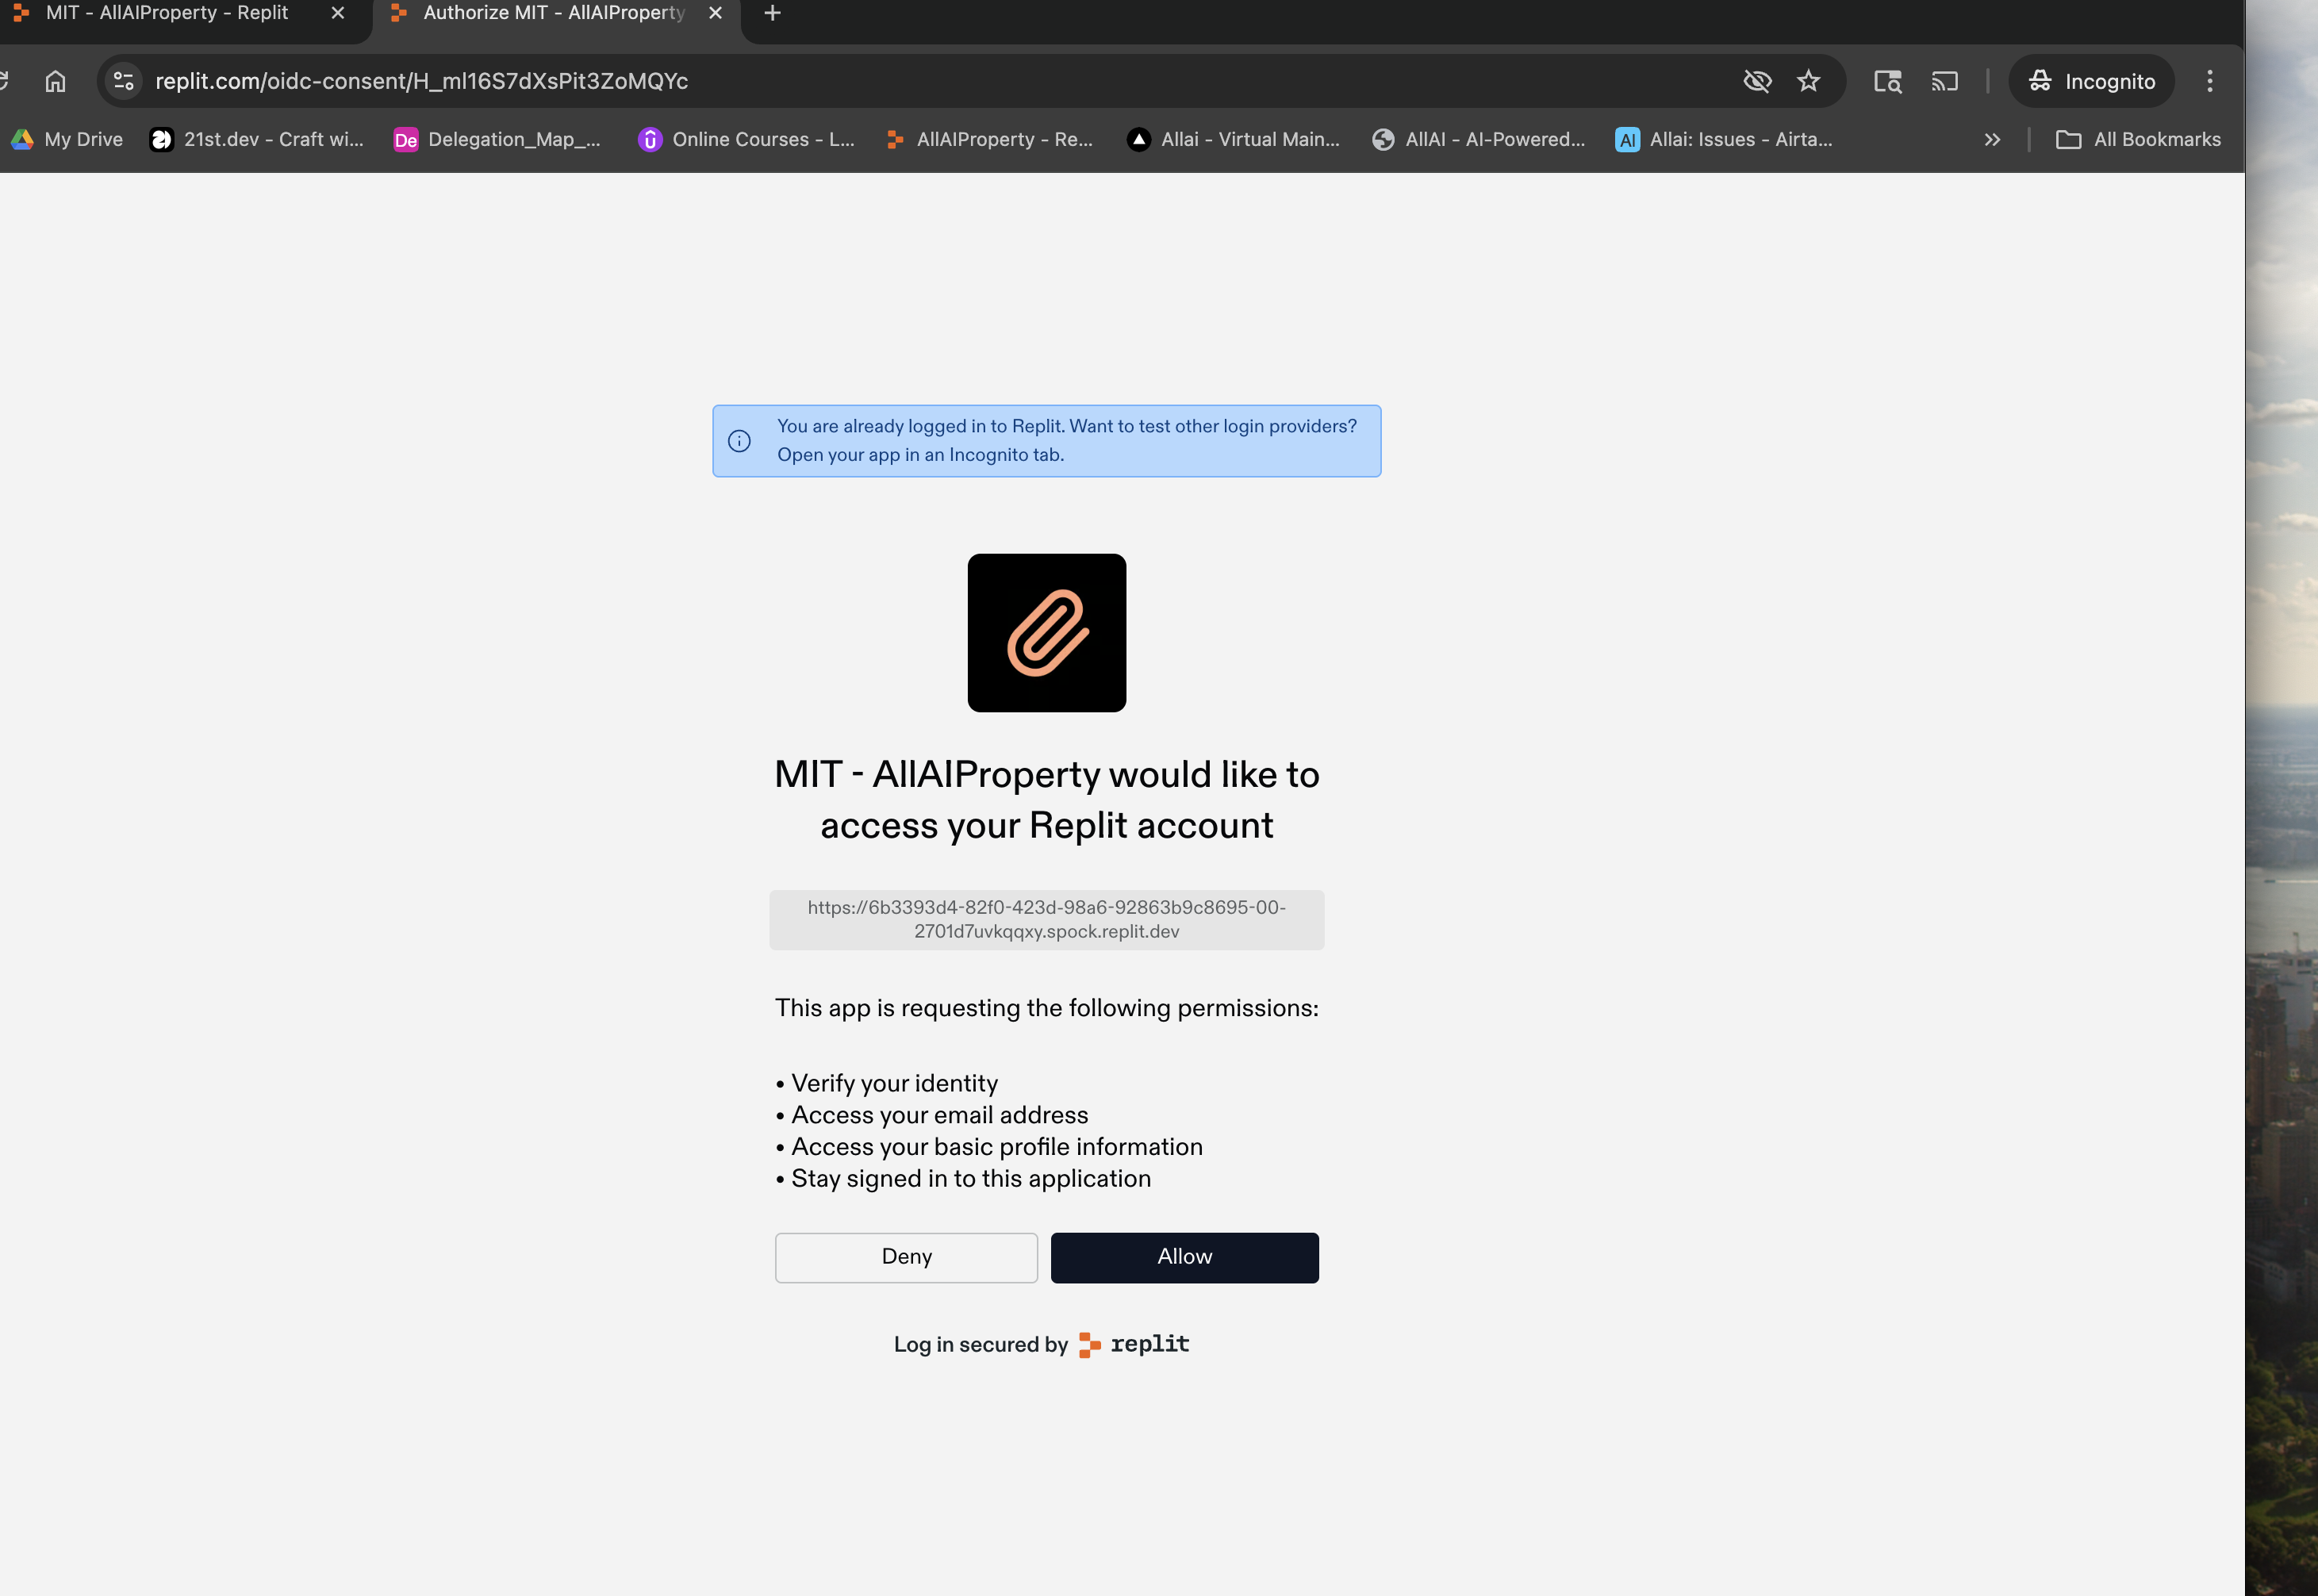 MIT - AllAIProperty - Replit
Authorize MIT - AllAIProperty
replit.com/oidc-consent/H_ml16S7dXsPit3ZoMQYc
Incognito
My Drive
21st.dev - Craft wi...
De
Delegation_Map_...
Online Courses - L...
AllAIProperty - Re...
Allai - Virtual Main...
AllAI - AI-Powered...
AI
Allai: Issues - Airta...
All Bookmarks
You are already logged in to Replit. Want to test other login providers?
Open your app in an Incognito tab.
MIT - AllAIProperty would like to
access your Replit account
https://6b3393d4-82f0-423d-98a6-92863b9c8695-00-
2701d7uvkqqxy.spock.replit.dev
This app is requesting the following permissions:
• Verify your identity
• Access your email address
• Access your basic profile information
• Stay signed in to this application
Deny
Allow
Log in secured by replit